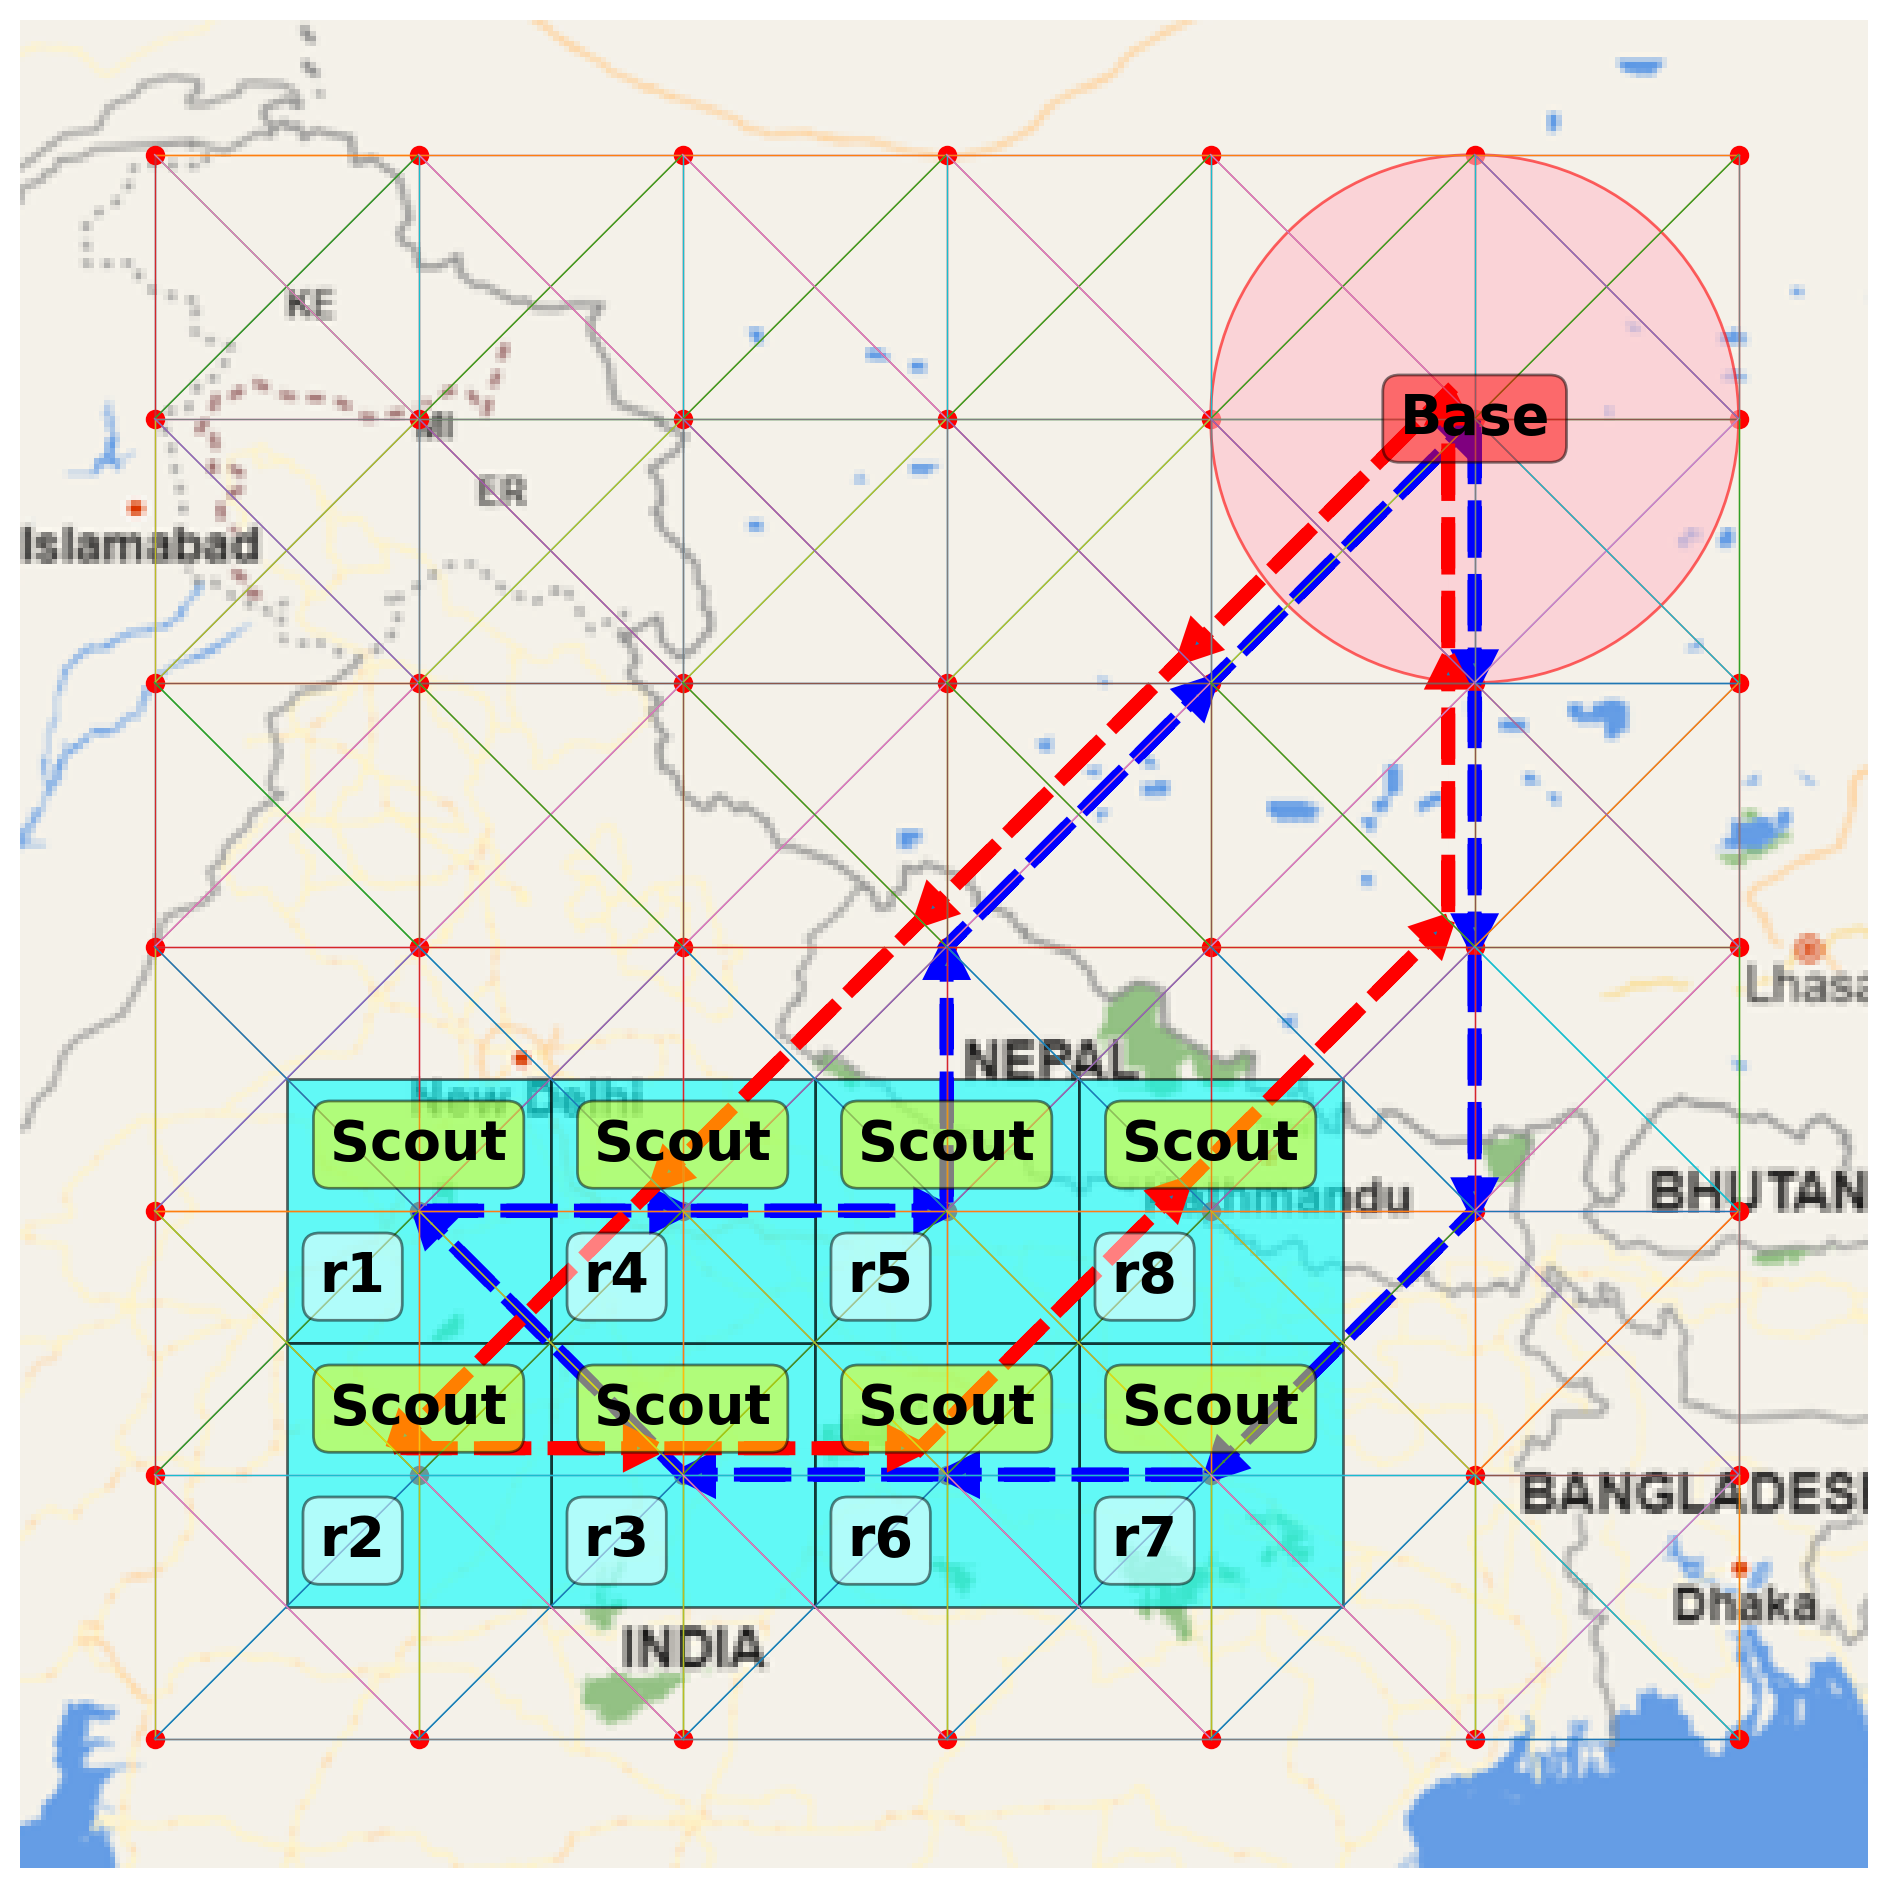 KE
Base
MI
ER
Islamabad
Lhasa
NEPAL
New Delhi
Scout Scout Scout Scout
BHUTAN
r1 r4 r5 r8
Scout Scout Scout Scout
BANGLADESH
r2 r3 r6 r7
Dhaka
INDIA